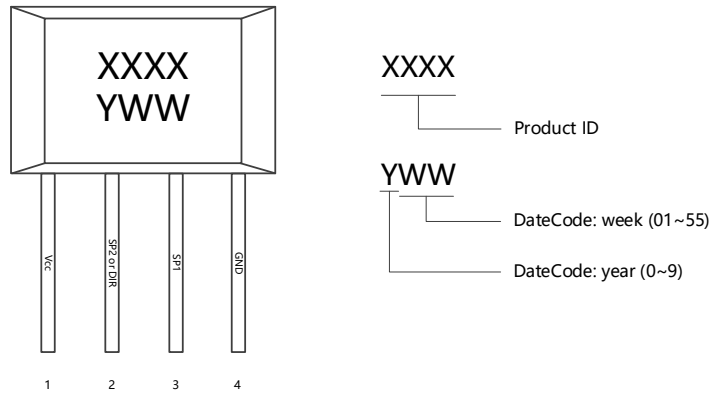 XXXX
YWW
Vcc
SP2 or DIR
SP1
GND
1 2 3 4
XXXX
Product ID
YWW
DateCode: week (01~55)
DateCode: year (0~9)